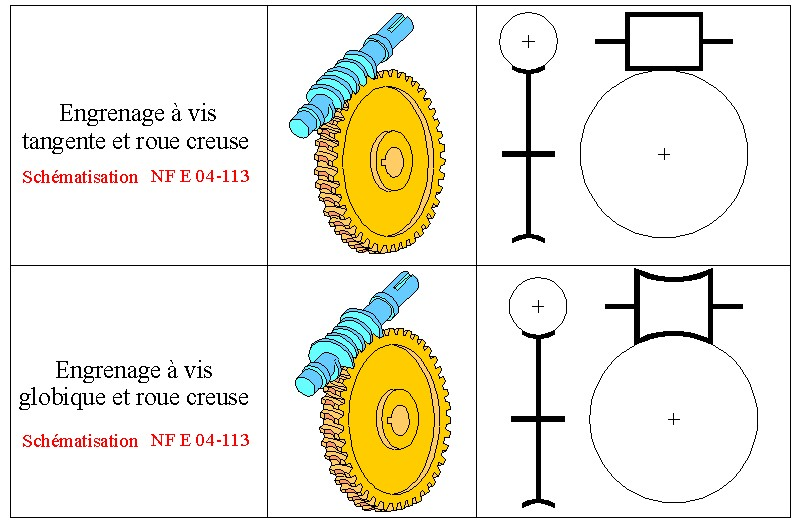 Engrenage à vis
tangente et roue creuse
Schématisation NF E 04-113
Engrenage à vis
globique et roue creuse
Schématisation NF E 04-113